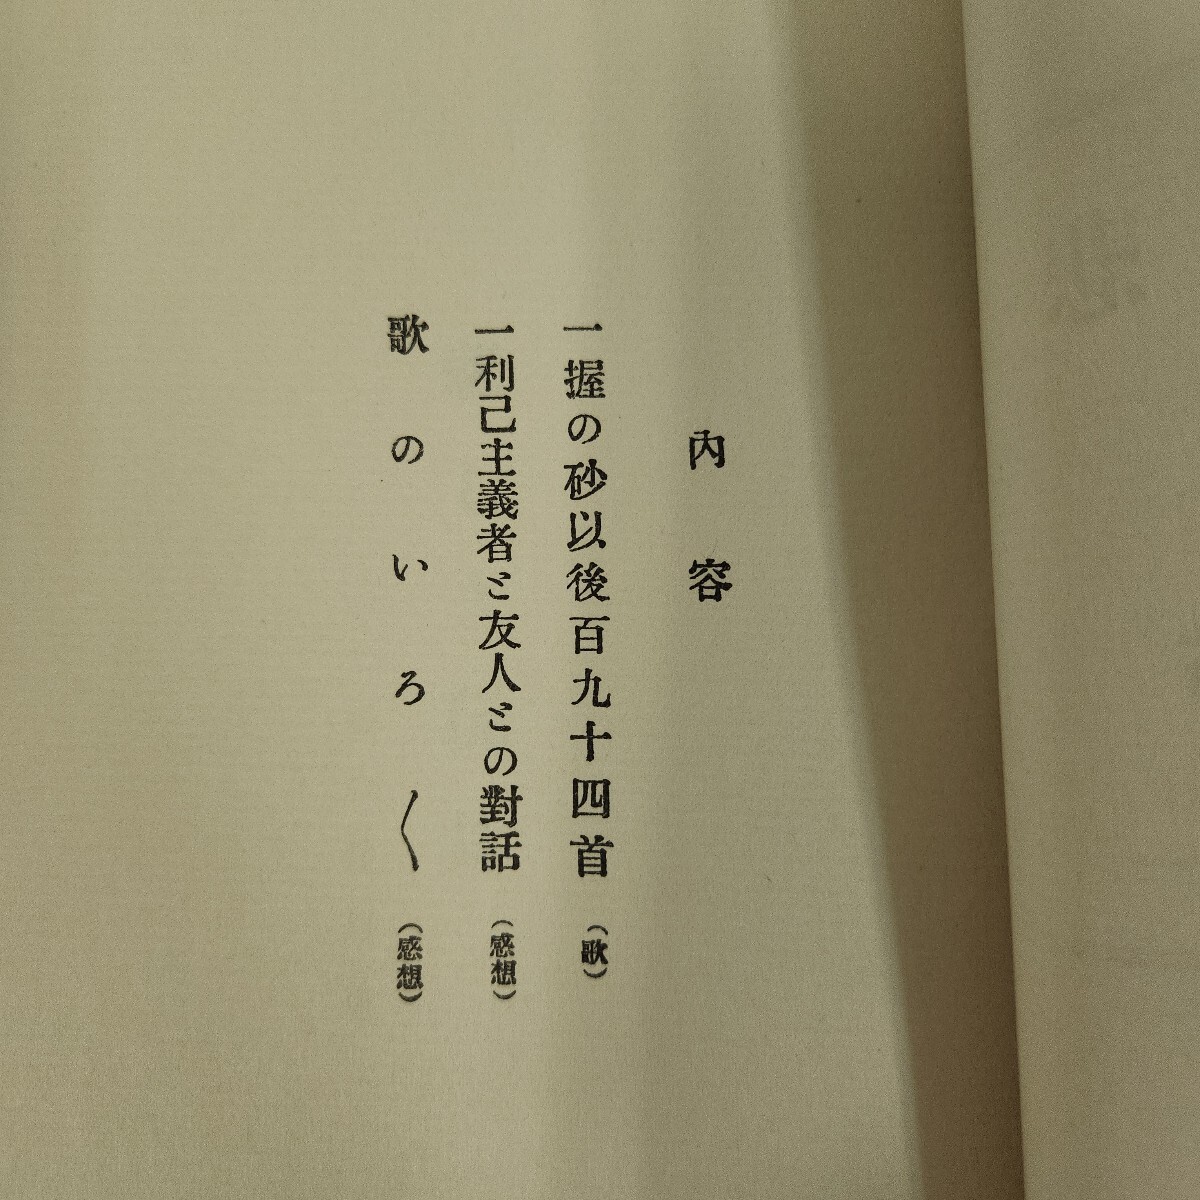 內容
一握の砂以後百九十四首（歌）
一利己主義者と友人との對話（感想）
歌のいろ〱（感想）